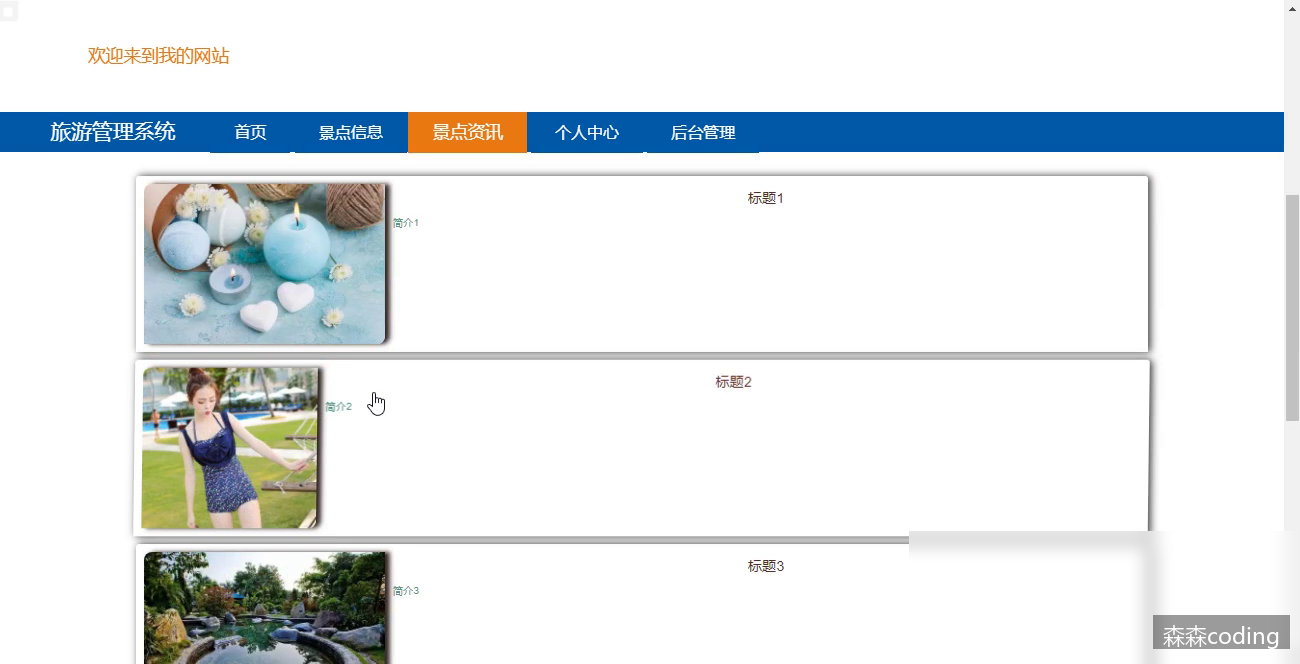 欢迎来到我的网站
旅游管理系统 首页 景点信息 景点资讯 个人中心 后台管理
标题1
简介1
标题2
简介2
标题3
简介3
森森coding